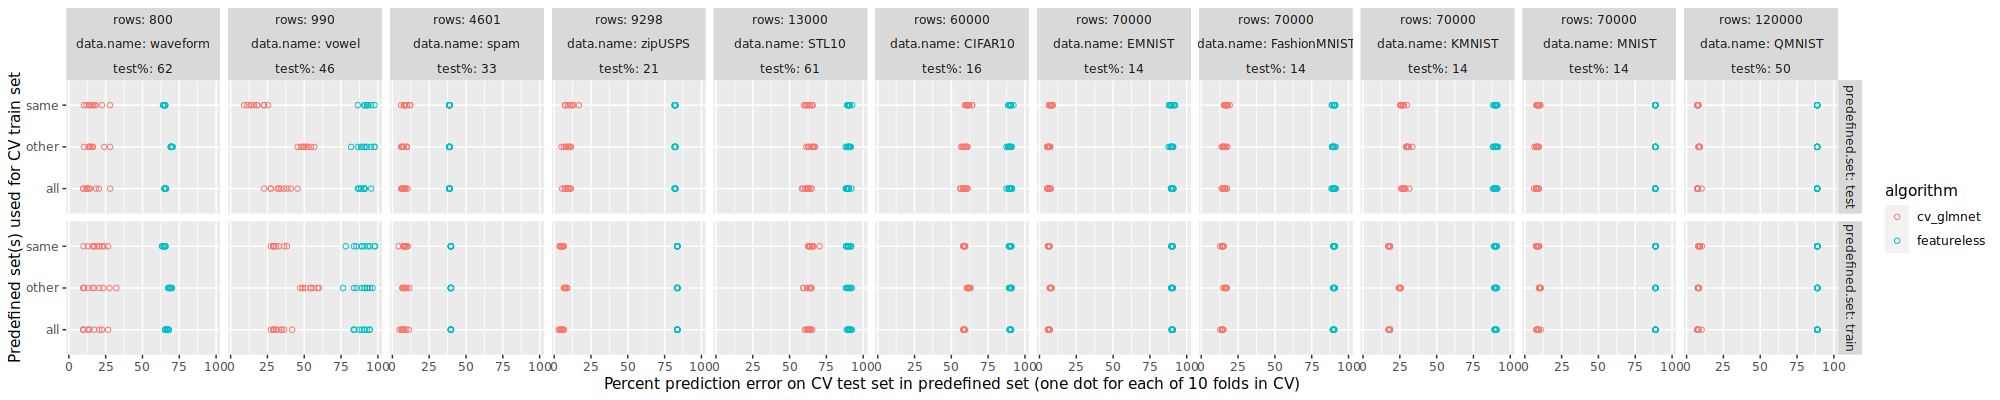 rows: 800
data.name: waveform
test%: 62
rows: 990
data.name: vowel
test%: 46
rows: 4601
data.name: spam
test%: 33
rows: 9298
data.name: zipUSPS
test%: 21
rows: 13000
data.name: STL10
test%: 61
rows: 60000
data.name: CIFAR10
test%: 16
rows: 70000
data.name: EMNIST
test%: 14
rows: 70000
data.name: FashionMNIST
test%: 14
rows: 70000
data.name: KMNIST
test%: 14
rows: 70000
data.name: MNIST
test%: 14
rows: 120000
data.name: QMNIST
test%: 50
Predefined set(s) used for CV train set
same
other
all
predefined.set: test
same
other
all
predefined.set: train
0 25 50 75 100
0 25 50 75 100
0 25 50 75 100
0 25 50 75 100
0 25 50 75 100
0 25 50 75 100
0 25 50 75 100
0 25 50 75 100
0 25 50 75 100
0 25 50 75 100
0 25 50 75 100
Percent prediction error on CV test set in predefined set (one dot for each of 10 folds in CV)
algorithm
cv_glmnet
featureless